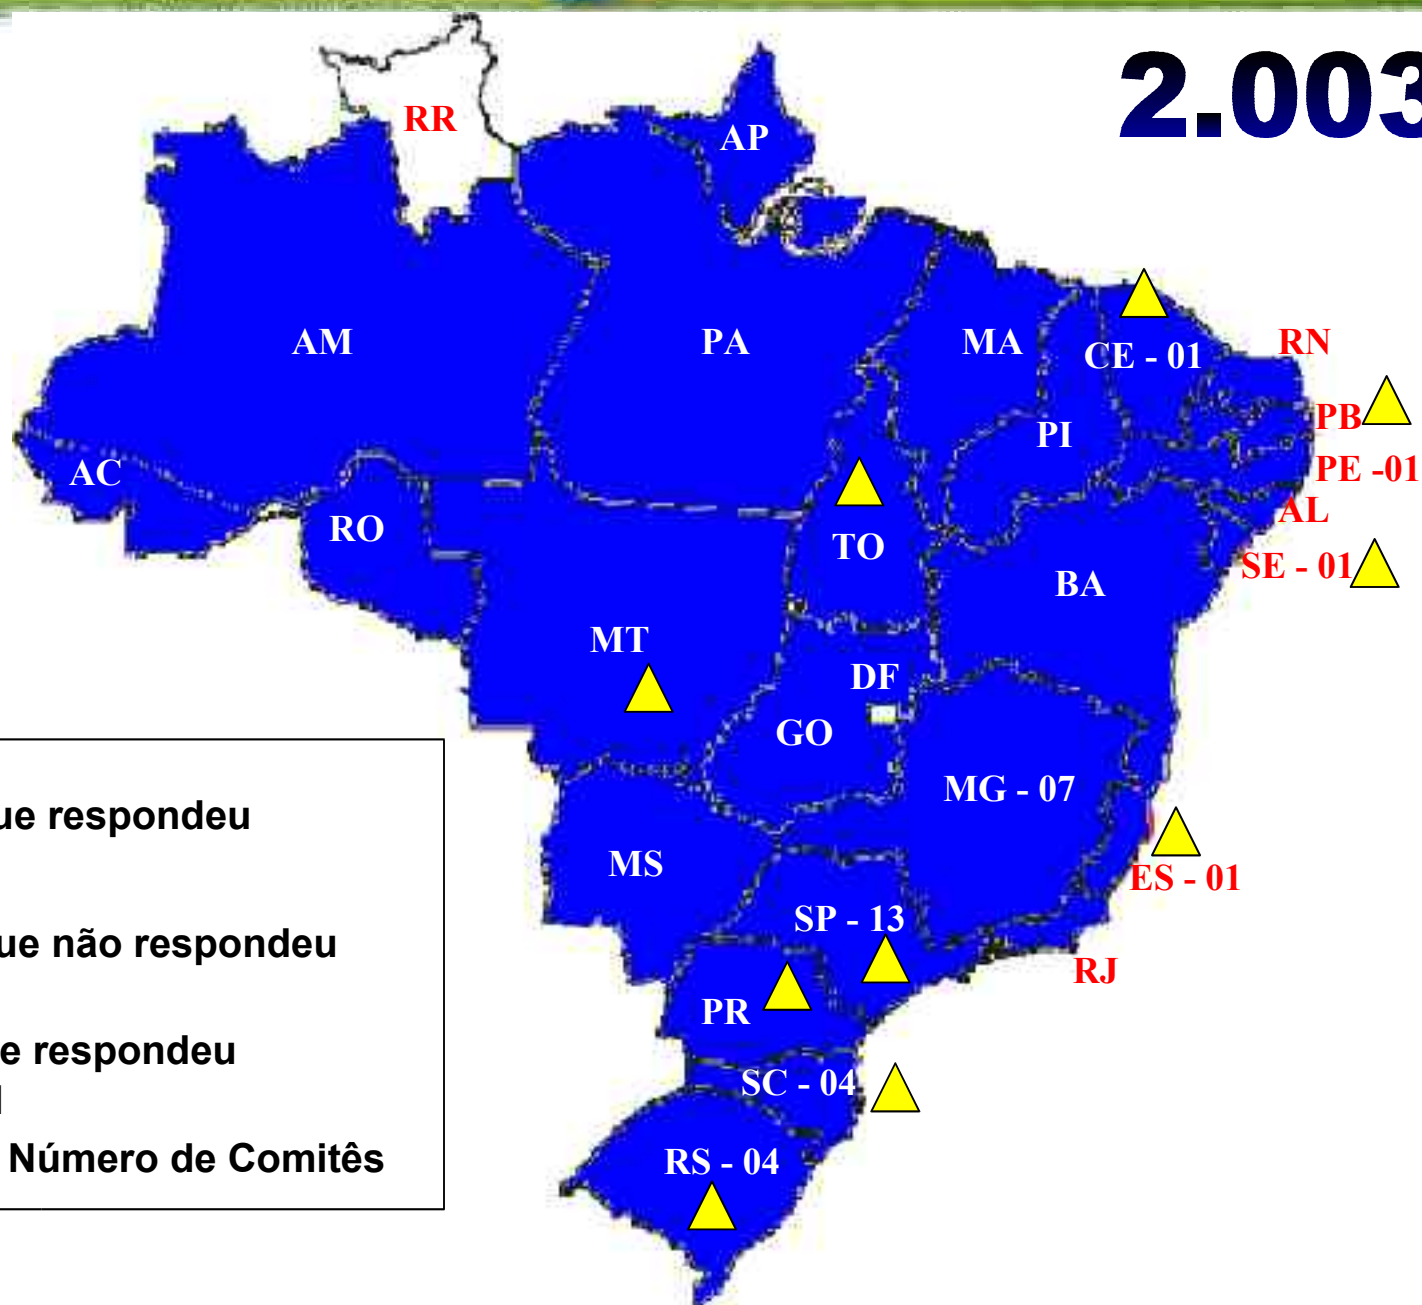 2.003
RR
AP
AM
PA
MA
CE - 01
RN
PB
PI
PE -01
AC
AL
RO
TO
SE - 01
BA
MT
DF
GO
MG - 07
ue respondeu
MS
ES - 01
SP - 13
ue não respondeu
RJ
PR
e respondeu
SC - 04
Número de Comitês
RS - 04